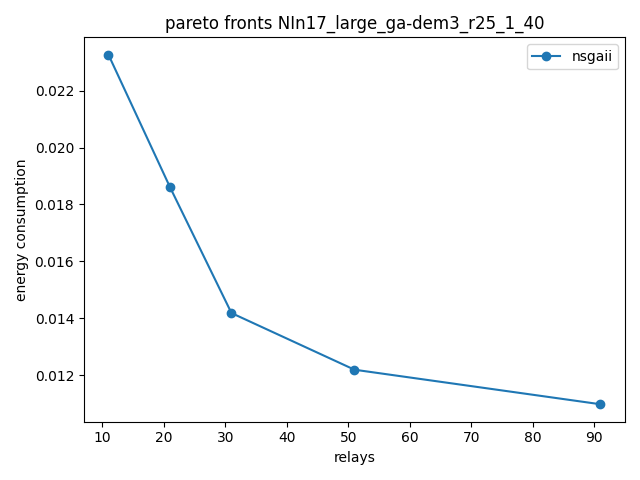 pareto fronts NIn17_large_ga-dem3_r25_1_40
nsgaii
energy consumption
0.022
0.020
0.018
0.016
0.014
0.012
10 20 30 40 50 60 70 80 90
relays